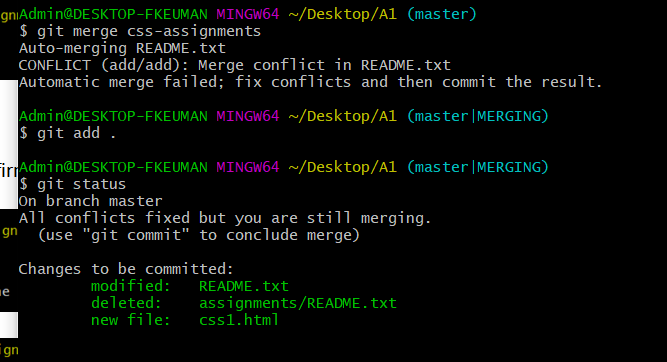 Admin@DESKTOP-FKEUMAN MINGW64 ~/Desktop/A1 (master)
$ git merge css-assignments
Auto-merging README.txt
CONFLICT (add/add): Merge conflict in README.txt
Automatic merge failed; fix conflicts and then commit the result.
Admin@DESKTOP-FKEUMAN MINGW64 ~/Desktop/A1 (master|MERGING)
$ git add .
Admin@DESKTOP-FKEUMAN MINGW64 ~/Desktop/A1 (master|MERGING)
$ git status
On branch master
All conflicts fixed but you are still merging.
  (use "git commit" to conclude merge)
Changes to be committed:
        modified:   README.txt
        deleted:    assignments/README.txt
        new file:   css1.html